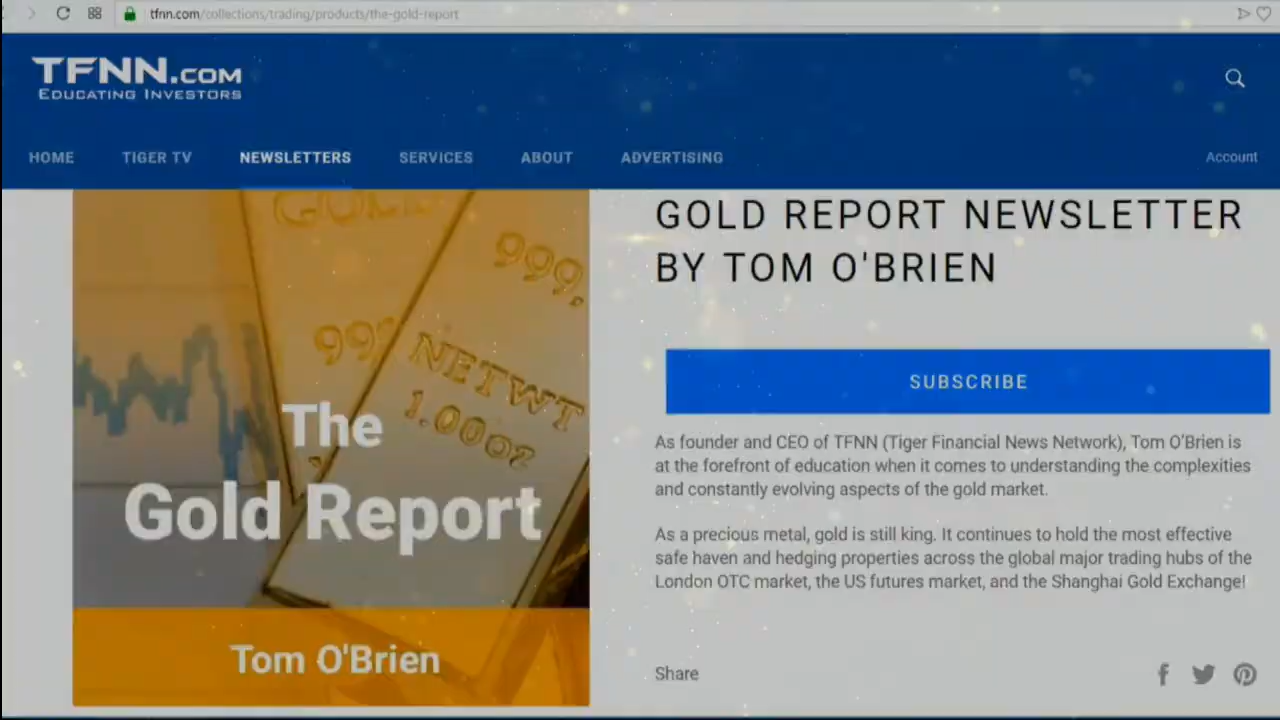 tfnn.com/collections/trading/products/the-gold-report
TFNN.COM
EDUCATING INVESTORS
HOME
TIGER TV
NEWSLETTERS
SERVICES
ABOUT
ADVERTISING
Account
GOLD
999.
999
NETWT
1.00OZ
The
Gold Report
Tom O'Brien
GOLD REPORT NEWSLETTER
BY TOM O'BRIEN
SUBSCRIBE
As founder and CEO of TFNN (Tiger Financial News Network), Tom O'Brien is
at the forefront of education when it comes to understanding the complexities
and constantly evolving aspects of the gold market.
As a precious metal, gold is still king. It continues to hold the most effective
safe haven and hedging properties across the global major trading hubs of the
London OTC market, the US futures market, and the Shanghai Gold Exchange!
Share